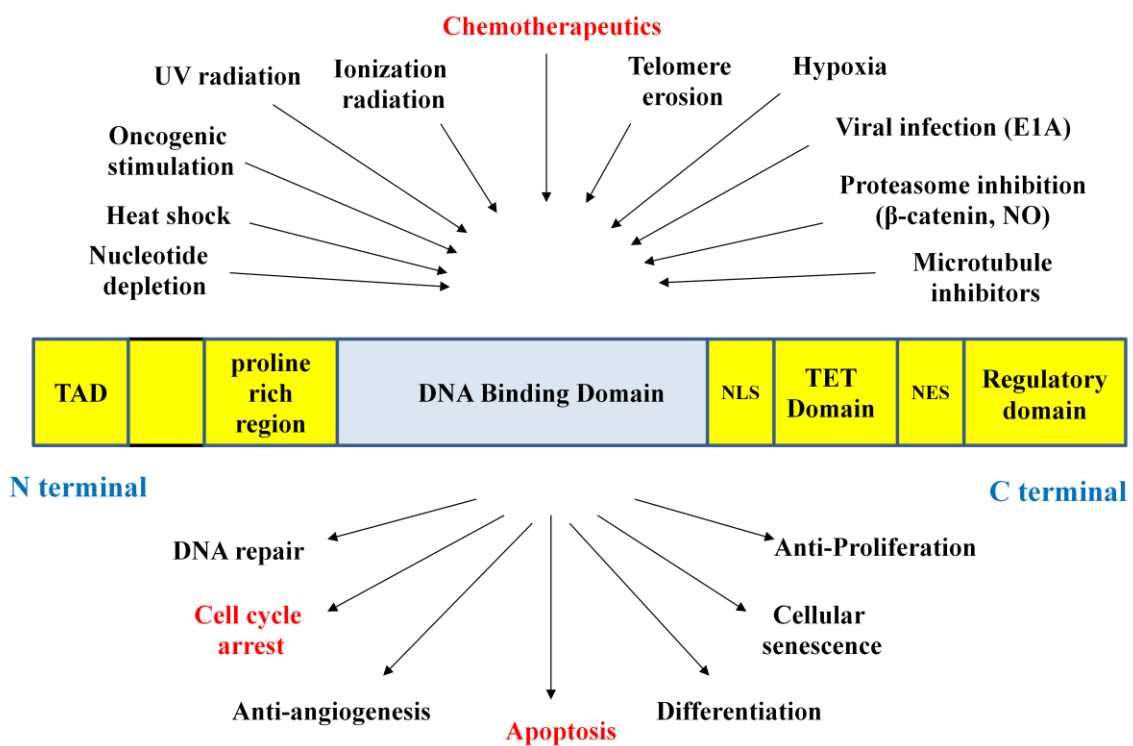 Chemotherapeutics
UV radiation
Ionization
radiation
Telomere
erosion
Hypoxia
Oncogenic
stimulation
Viral infection (E1A)
Heat shock
Proteasome inhibition
(β-catenin, NO)
Nucleotide
depletion
Microtubule
inhibitors
TAD
proline
rich
region
DNA Binding Domain
NLS
TET
Domain
NES
Regulatory
domain
N terminal
C terminal
DNA repair
Anti-Proliferation
Cell cycle
arrest
Cellular
senescence
Anti-angiogenesis
Apoptosis
Differentiation